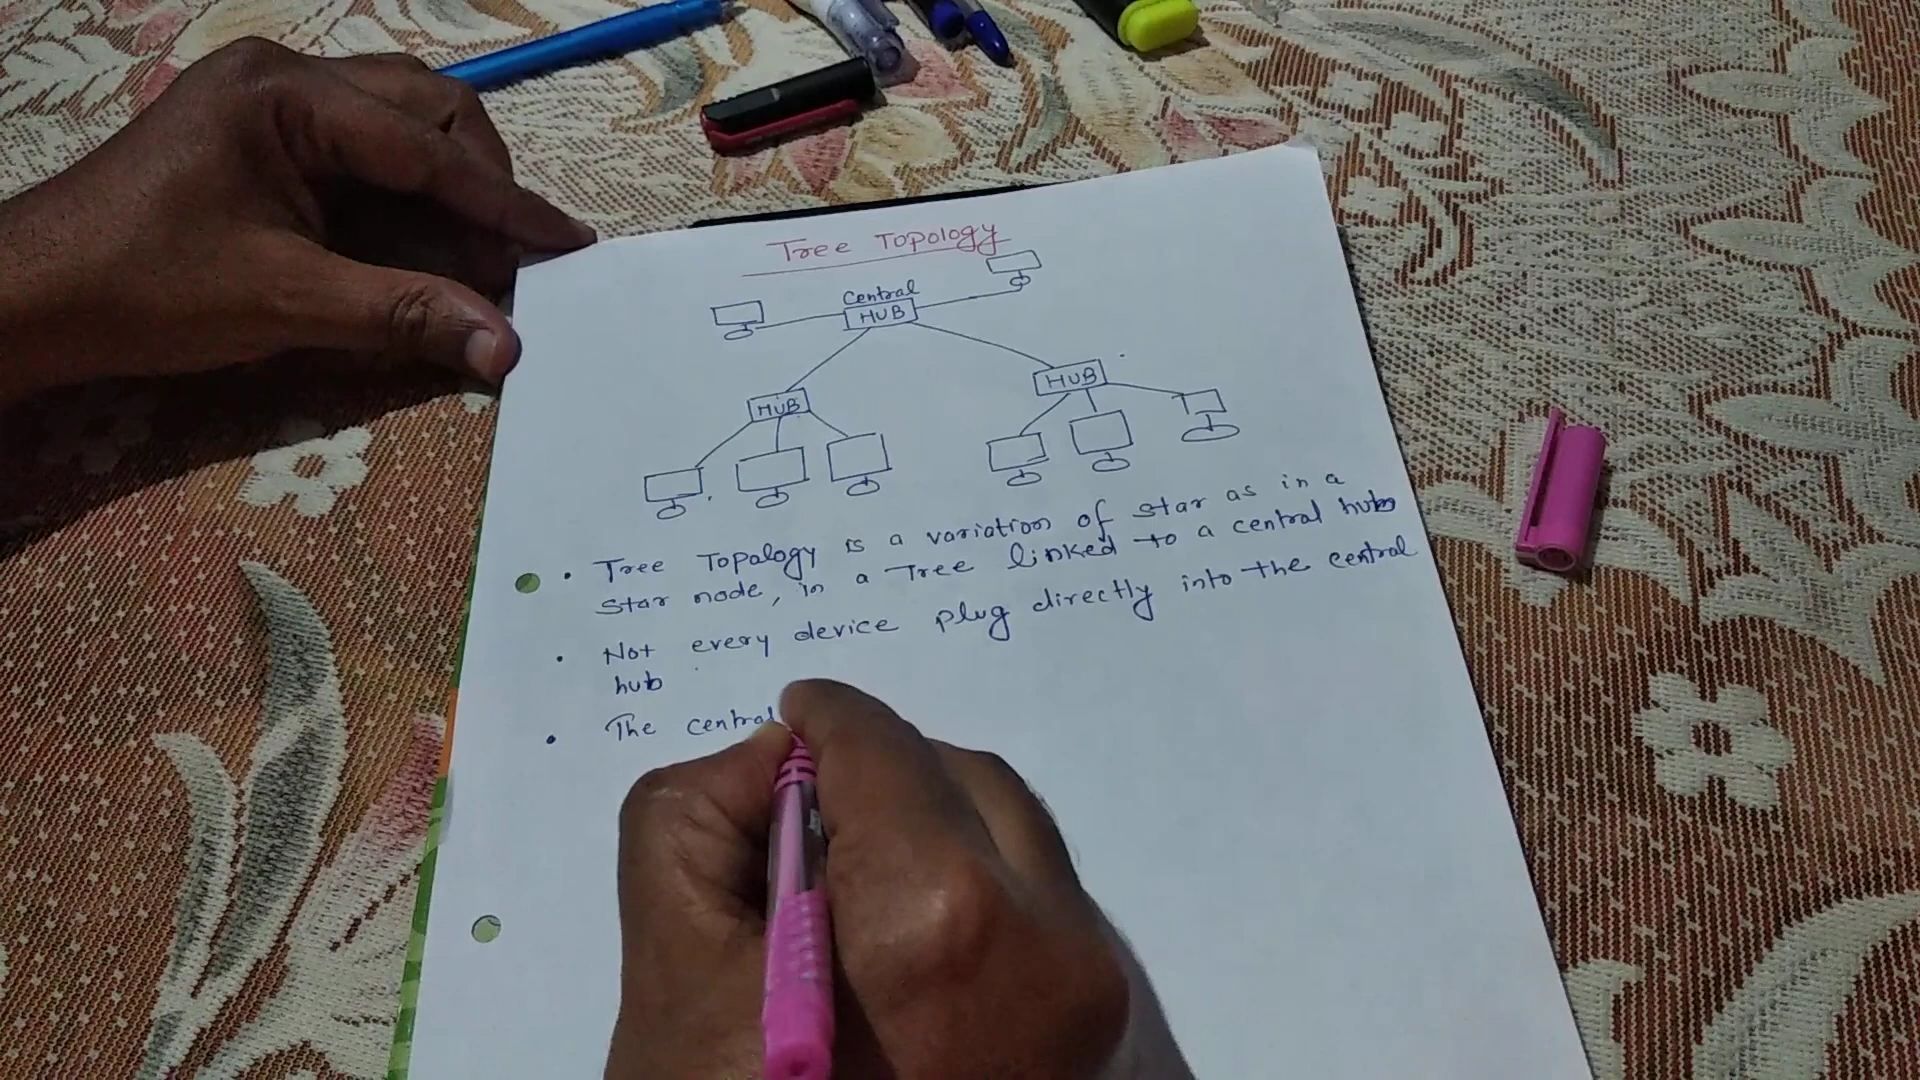 Tree Topology
Central
HUB
HUB
HUB
• Tree Topology is a variation of star as in a
star node, in a Tree linked to a central hub
• Not every device plug directly into the central
hub
• The central